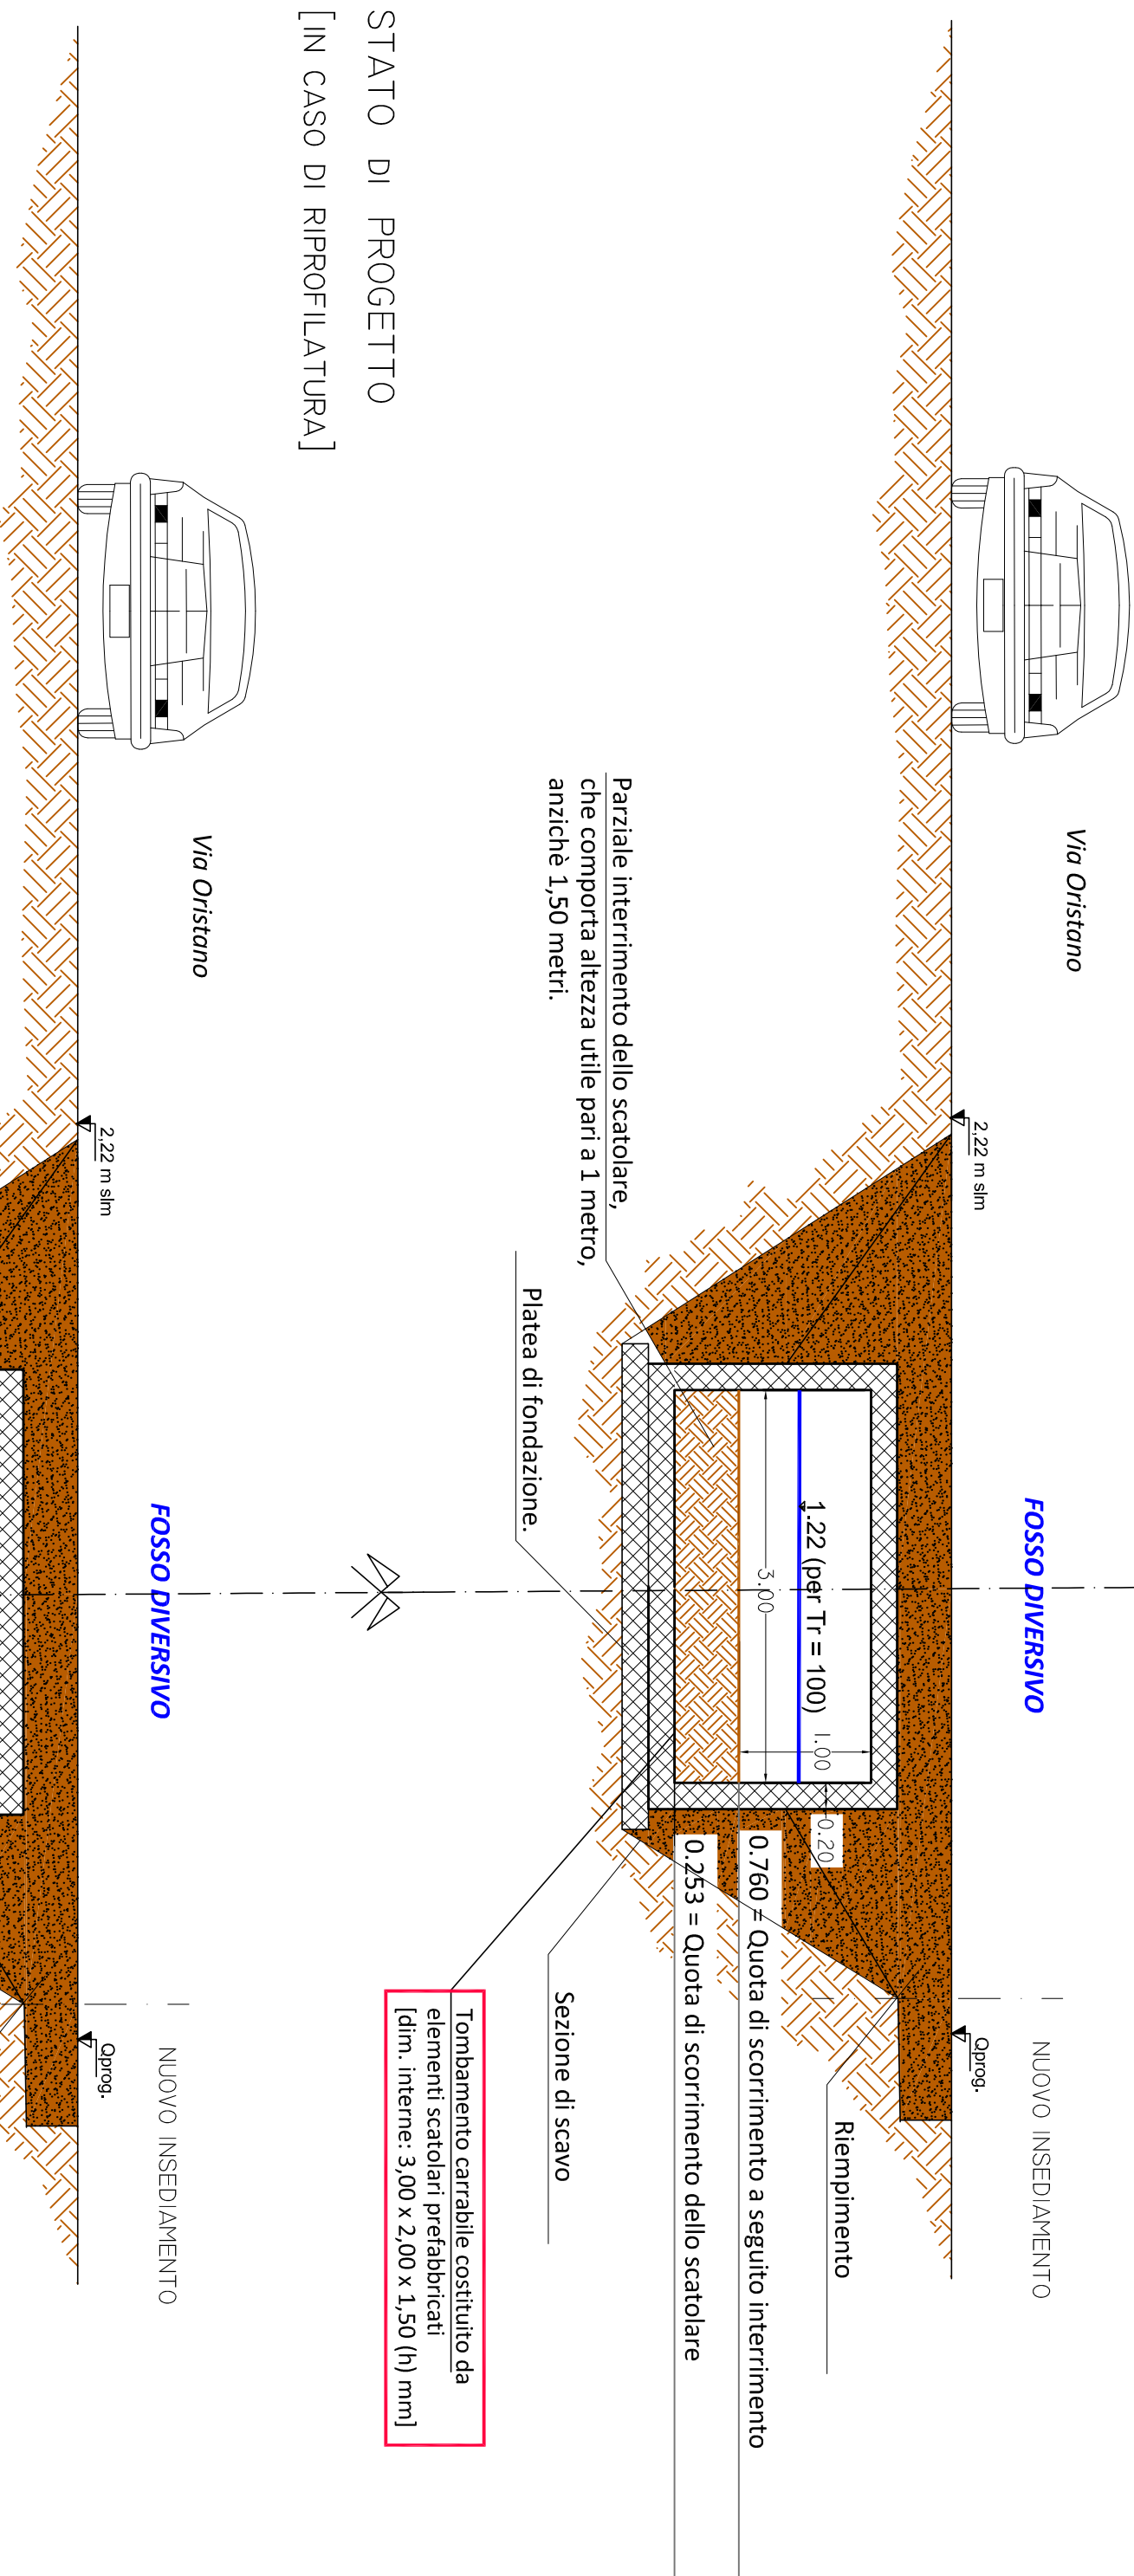 Via Oristano
FOSSO DIVERSIVO
NUOVO INSEDIAMENTO
2,22 m slm
Qprog.
1.22 (per Tr = 100)
1.00
3.00
0.20
Riempimento
0.760 = Quota di scorrimento a seguito interrimento
0.253 = Quota di scorrimento dello scatolare
Parziale interrimento dello scatolare,
che comporta altezza utile pari a 1 metro,
anzichè 1,50 metri.
Platea di fondazione.
Sezione di scavo
Tombamento carrabile costituito da
elementi scatolari prefabbricati
[dim. interne: 3,00 x 2,00 x 1,50 (h) mm]
STATO DI PROGETTO
[IN CASO DI RIPROFILATURA]
Via Oristano
FOSSO DIVERSIVO
NUOVO INSEDIAMENTO
2,22 m slm
Qprog.